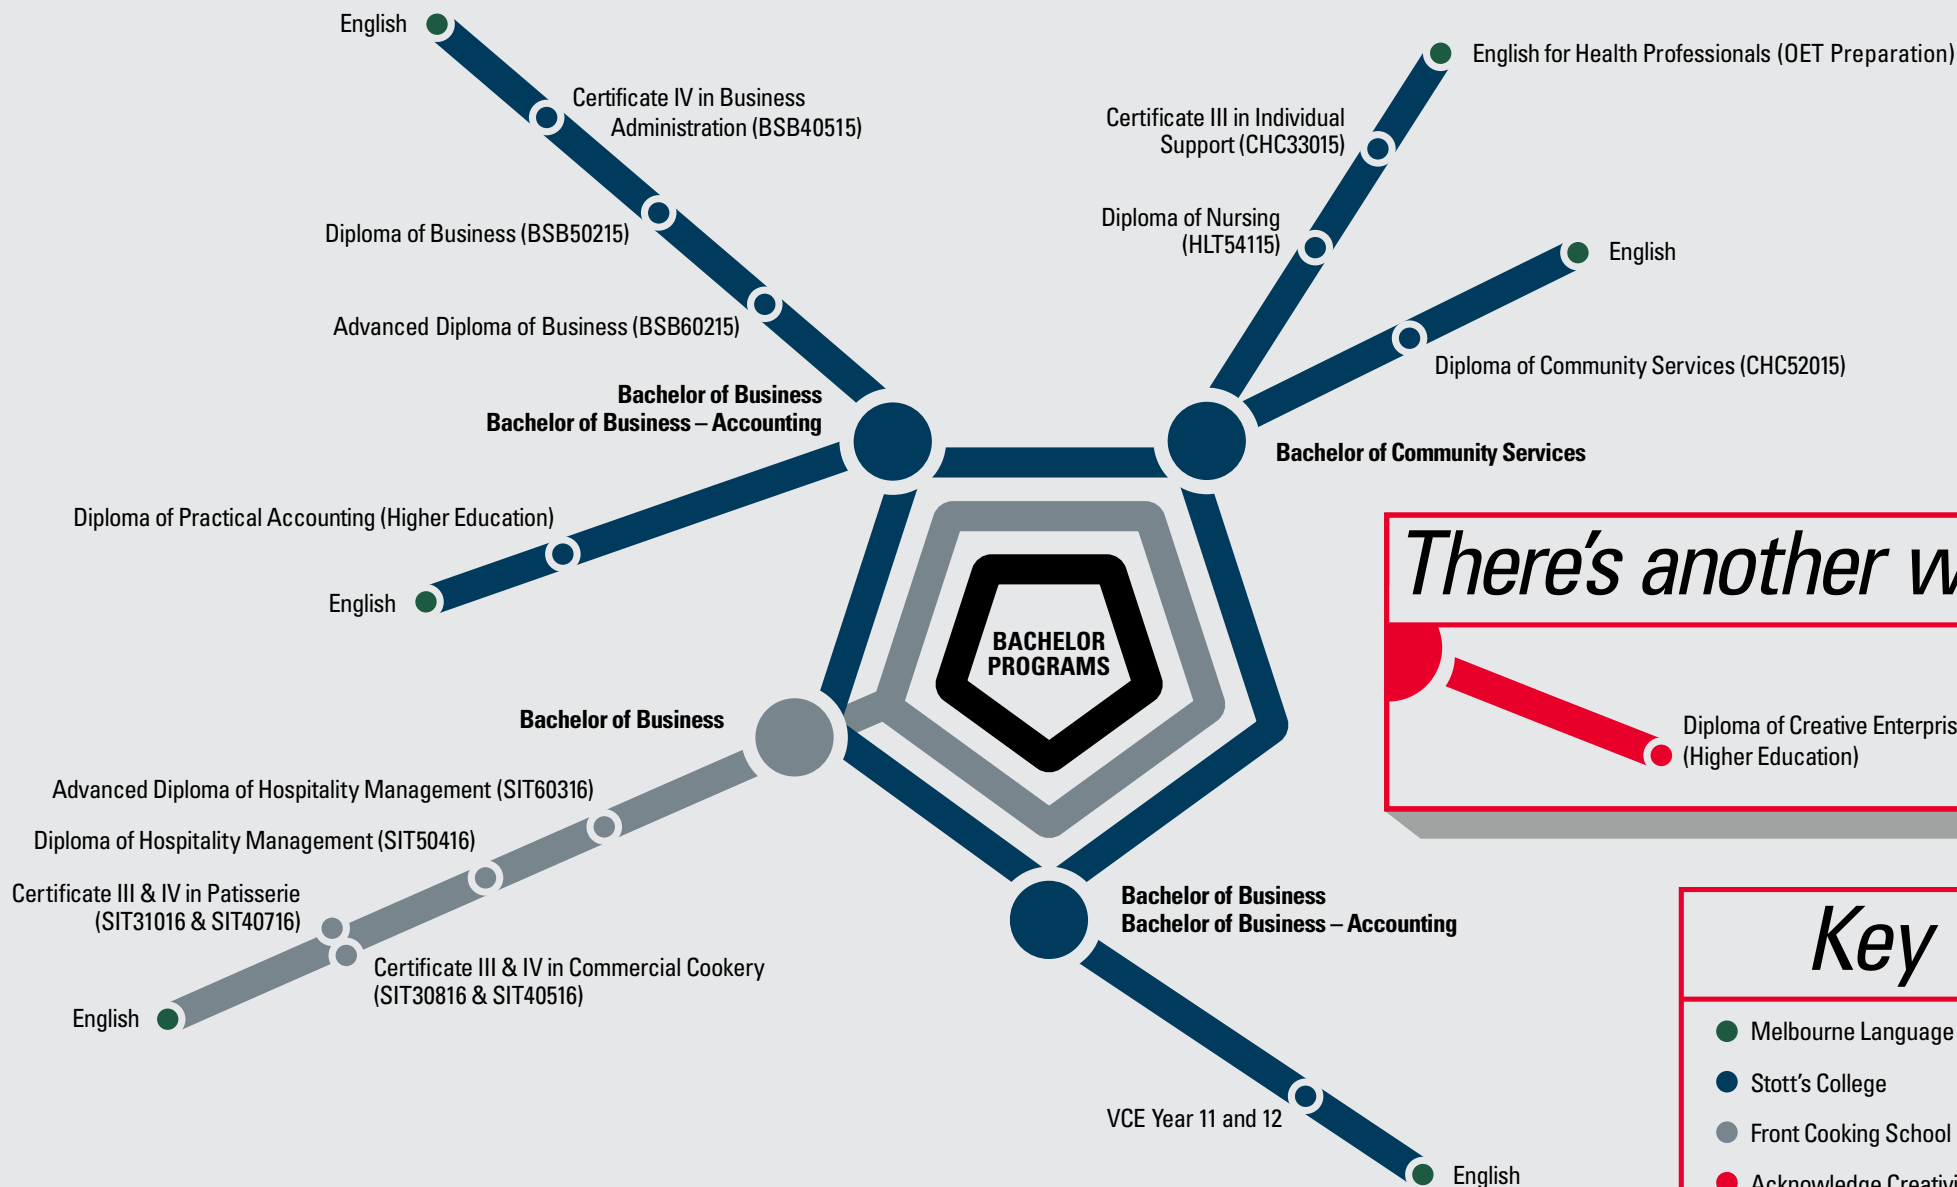 English
Certificate IV in Business
Administration (BSB40515)
Diploma of Business (BSB50215)
Advanced Diploma of Business (BSB60215)
Bachelor of Business
Bachelor of Business – Accounting
Diploma of Practical Accounting (Higher Education)
English
English for Health Professionals (OET Preparation)
Certificate III in Individual
Support (CHC33015)
Diploma of Nursing
(HLT54115)
English
Diploma of Community Services (CHC52015)
Bachelor of Community Services
BACHELOR
PROGRAMS
There's another
Diploma of Creative
(Higher Education)
Bachelor of Business
Advanced Diploma of Hospitality Management (SIT60316)
Diploma of Hospitality Management (SIT50416)
Certificate III & IV in Patisserie
(SIT31016 & SIT40716)
Certificate III & IV in Commercial Cookery
(SIT30816 & SIT40516)
English
Bachelor of Business
Bachelor of Business – Accounting
VCE Year 11 and 12
English
Key
Melbourne Language
Stott's College
Front Cooking School
Acknowledge